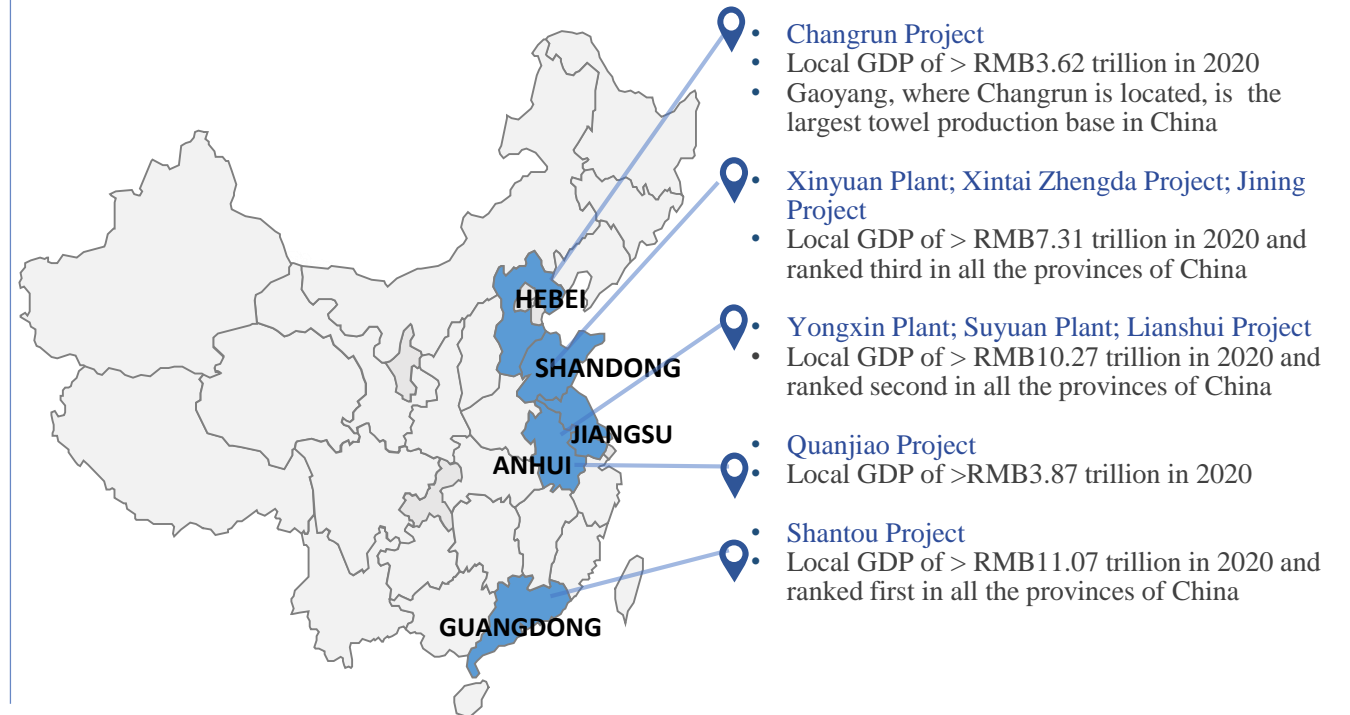 • Changrun Project
• Local GDP of > RMB3.62 trillion in 2020
• Gaoyang, where Changrun is located, is the
largest towel production base in China
• Xinyuan Plant; Xintai Zhengda Project; Jining
Project
• Local GDP of > RMB7.31 trillion in 2020 and
ranked third in all the provinces of China
• Yongxin Plant; Suyuan Plant; Lianshui Project
• Local GDP of > RMB10.27 trillion in 2020 and
ranked second in all the provinces of China
• Quanjiao Project
• Local GDP of >RMB3.87 trillion in 2020
• Shantou Project
• Local GDP of > RMB11.07 trillion in 2020 and
ranked first in all the provinces of China
HEBEI
SHANDONG
JIANGSU
ANHUI
GUANGDONG